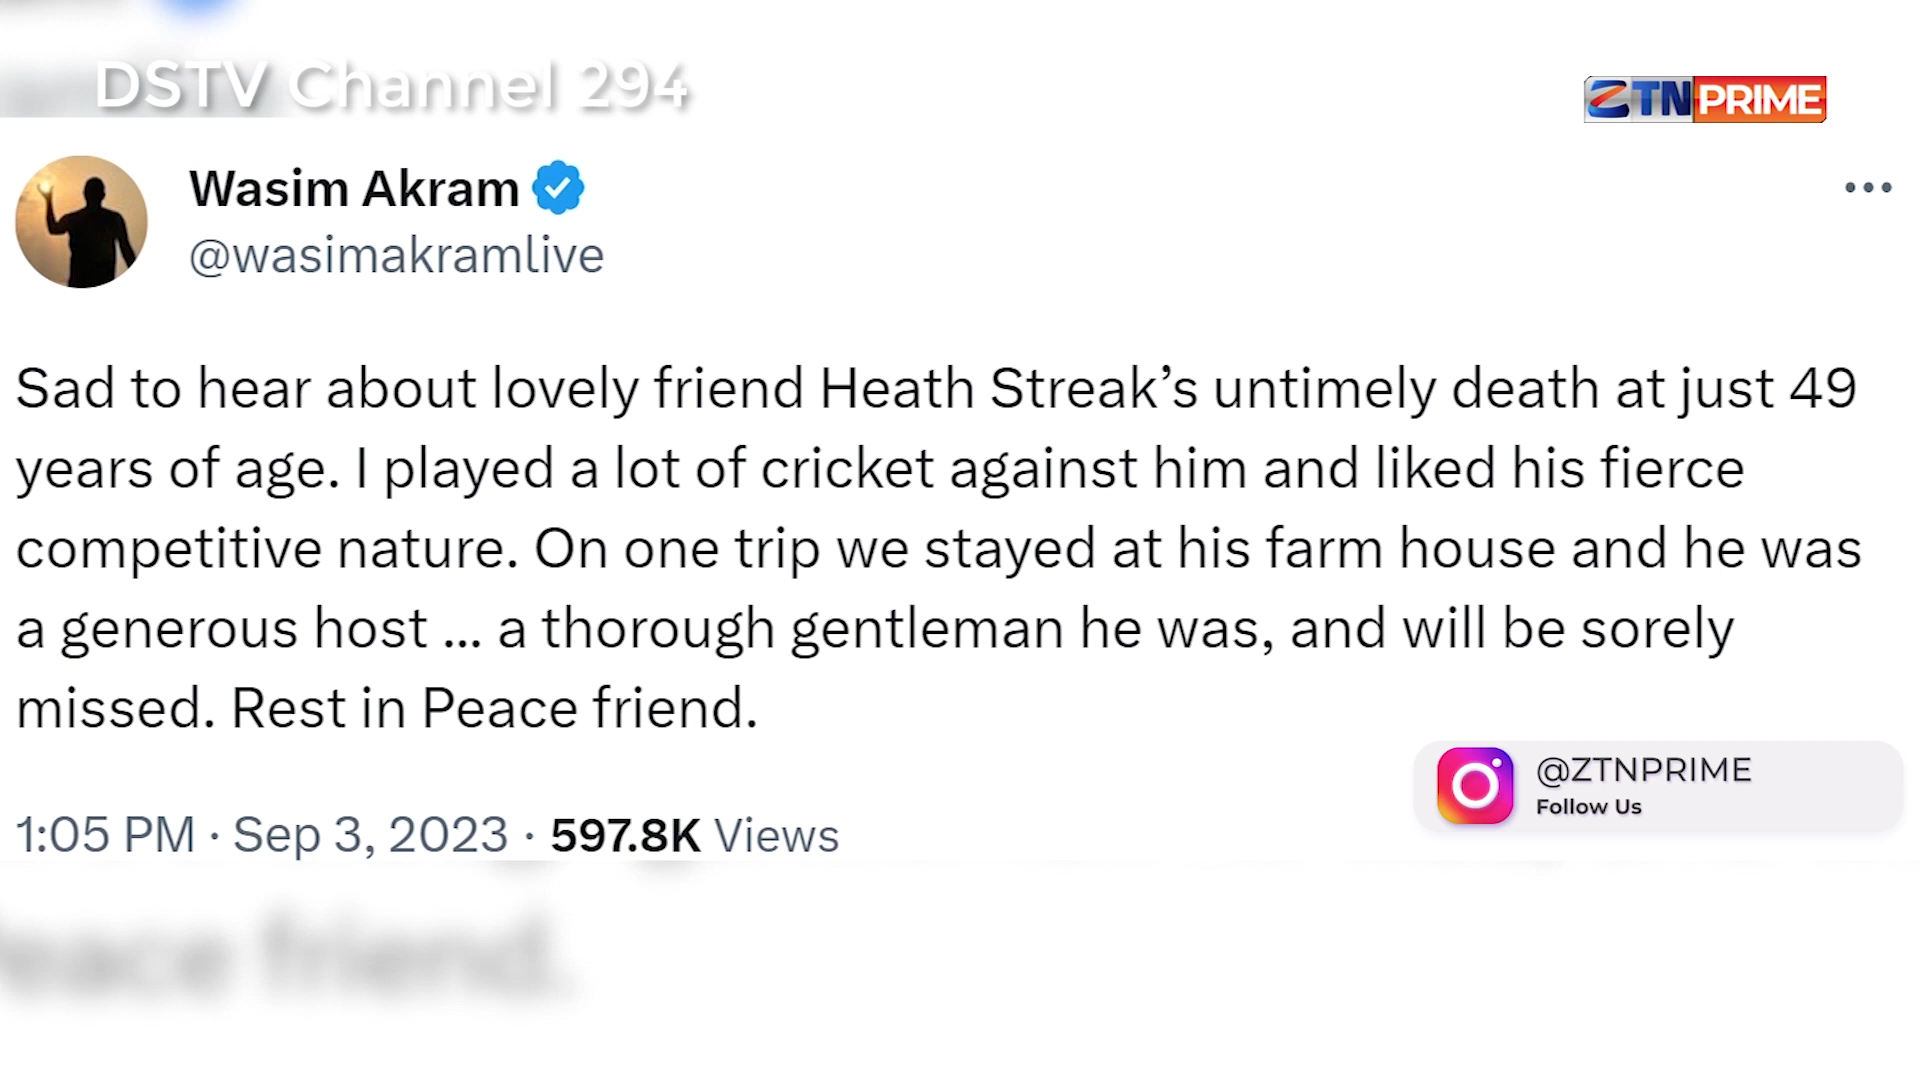 DSTV Channel 294
ZTN PRIME
Wasim Akram
@wasimakramlive
Sad to hear about lovely friend Heath Streak’s untimely death at just 49
years of age. I played a lot of cricket against him and liked his fierce
competitive nature. On one trip we stayed at his farm house and he was
a generous host ... a thorough gentleman he was, and will be sorely
missed. Rest in Peace friend.
@ZTNPRIME
Follow Us
1:05 PM · Sep 3, 2023 · 597.8K Views
Peace friend.